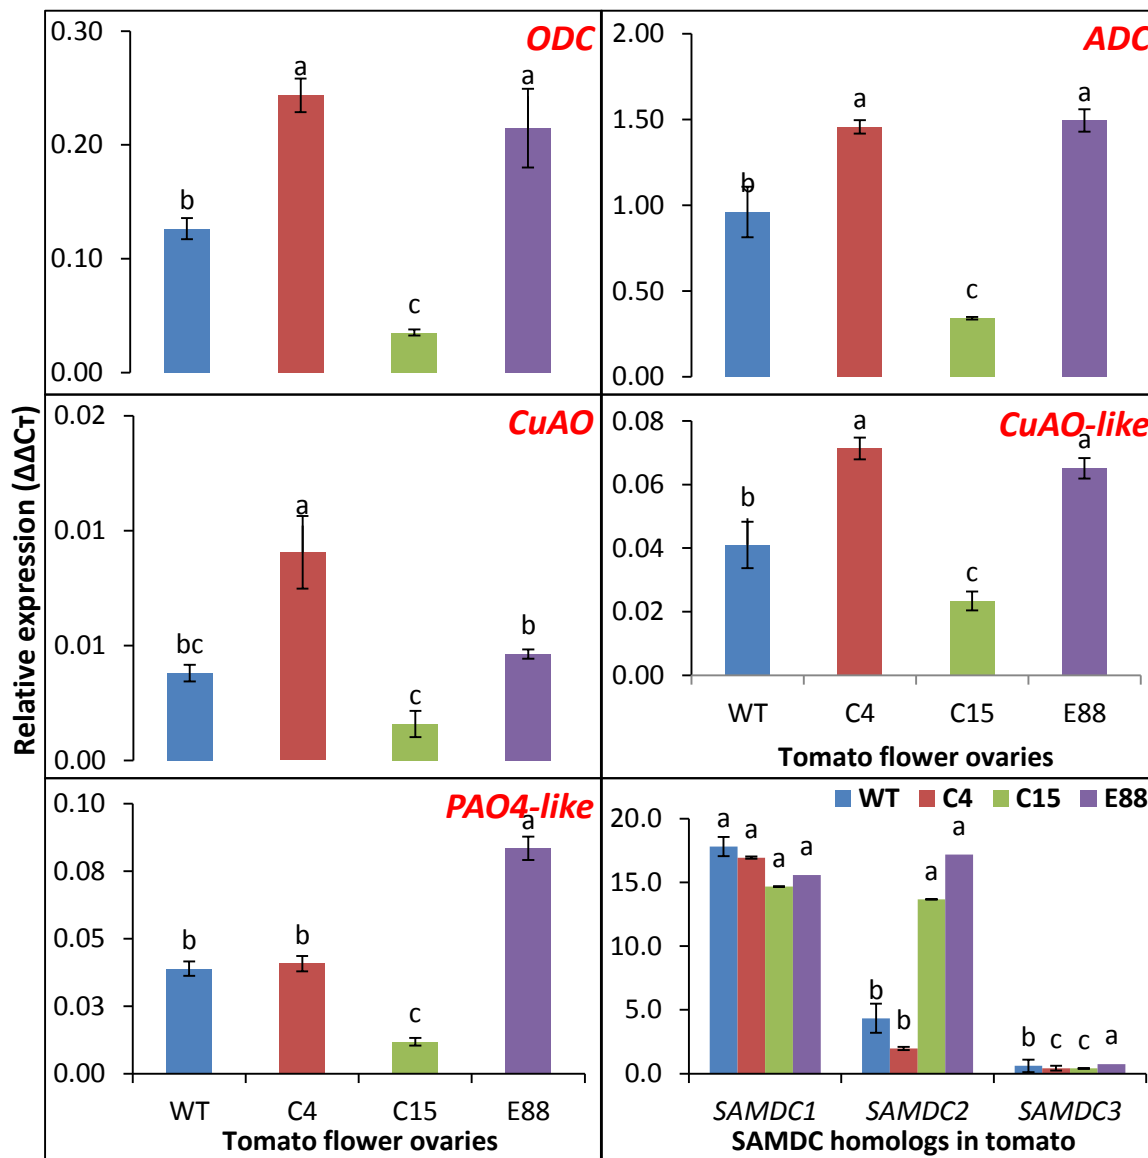 Relative expression (ΔΔCт)
ODC
0.30
0.20
0.10
0.00
b
a
c
a
ADC
2.00
1.50
1.00
0.50
0.00
b
a
c
a
CuAO
0.02
0.01
0.01
0.00
bc
a
c
b
CuAO-like
0.08
0.06
0.04
0.02
0.00
b
a
c
a
WT C4 C15 E88
Tomato flower ovaries
PAO4-like
0.10
0.08
0.05
0.03
0.00
b
b
c
a
WT C4 C15 E88
Tomato flower ovaries
WT C4 C15 E88
20.0
15.0
10.0
5.0
0.0
a a a a
b b a a
b c c a
SAMDC1 SAMDC2 SAMDC3
SAMDC homologs in tomato